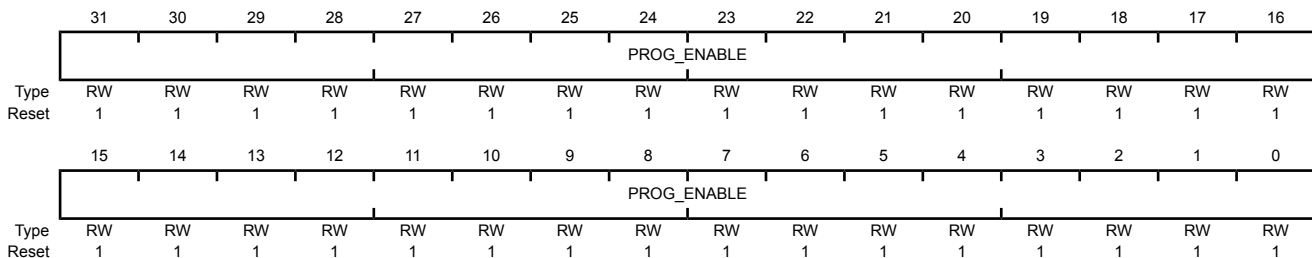 31 30 29 28 27 26 25 24 23 22 21 20 19 18 17 16
PROG_ENABLE
Type RW RW RW RW RW RW RW RW RW RW RW RW RW RW RW RW
Reset 1 1 1 1 1 1 1 1 1 1 1 1 1 1 1 1
15 14 13 12 11 10 9 8 7 6 5 4 3 2 1 0
PROG_ENABLE
Type RW RW RW RW RW RW RW RW RW RW RW RW RW RW RW RW
Reset 1 1 1 1 1 1 1 1 1 1 1 1 1 1 1 1